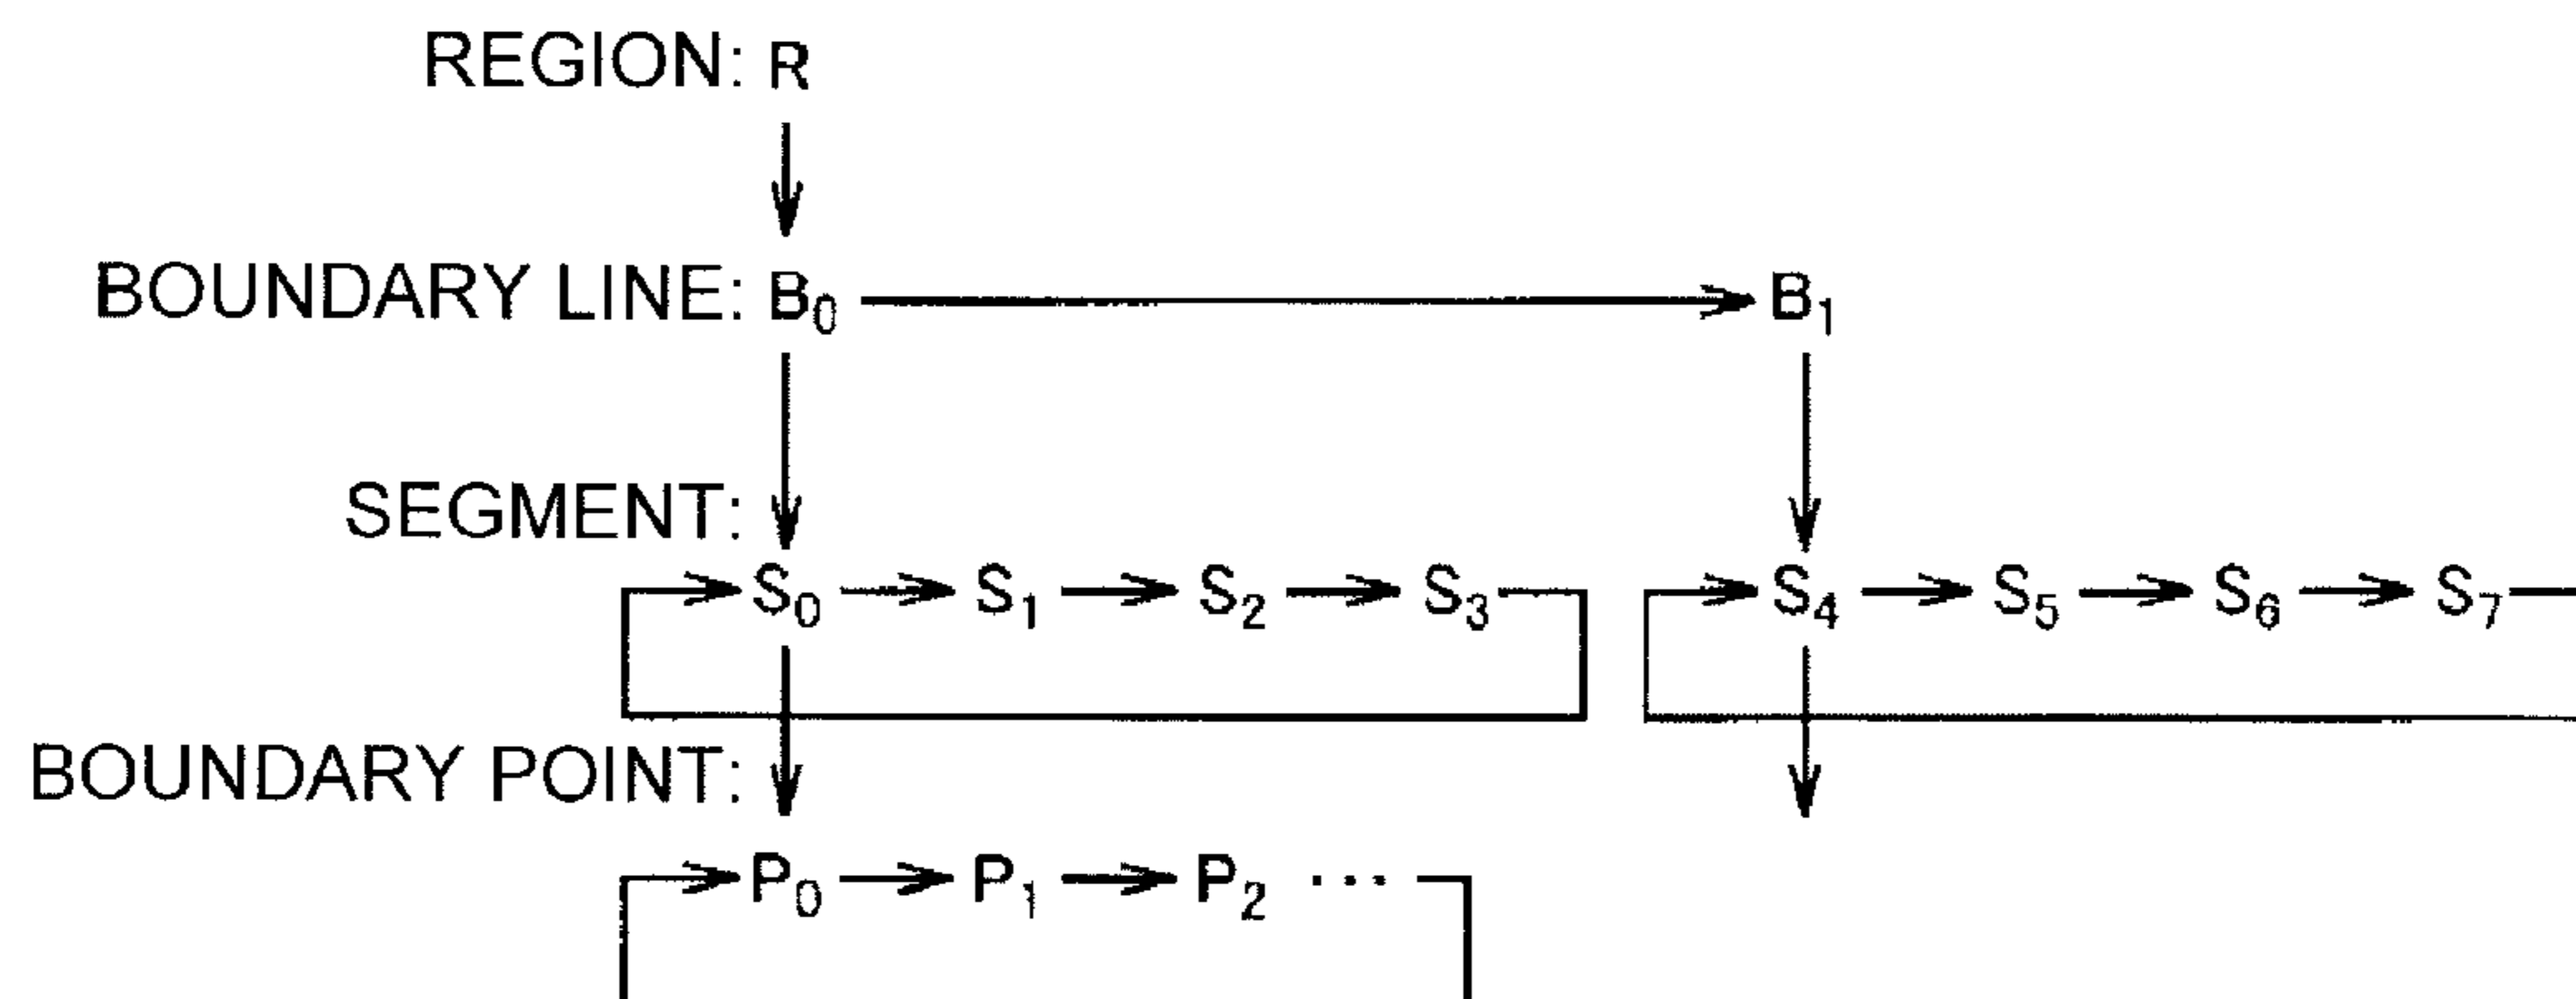 REGION: R
BOUNDARY LINE: B₀ B₁
SEGMENT:
S₀ S₁ S₂ S₃ S₄ S₅ S₆ S₇
BOUNDARY POINT:
P₀ P₁ P₂ ···